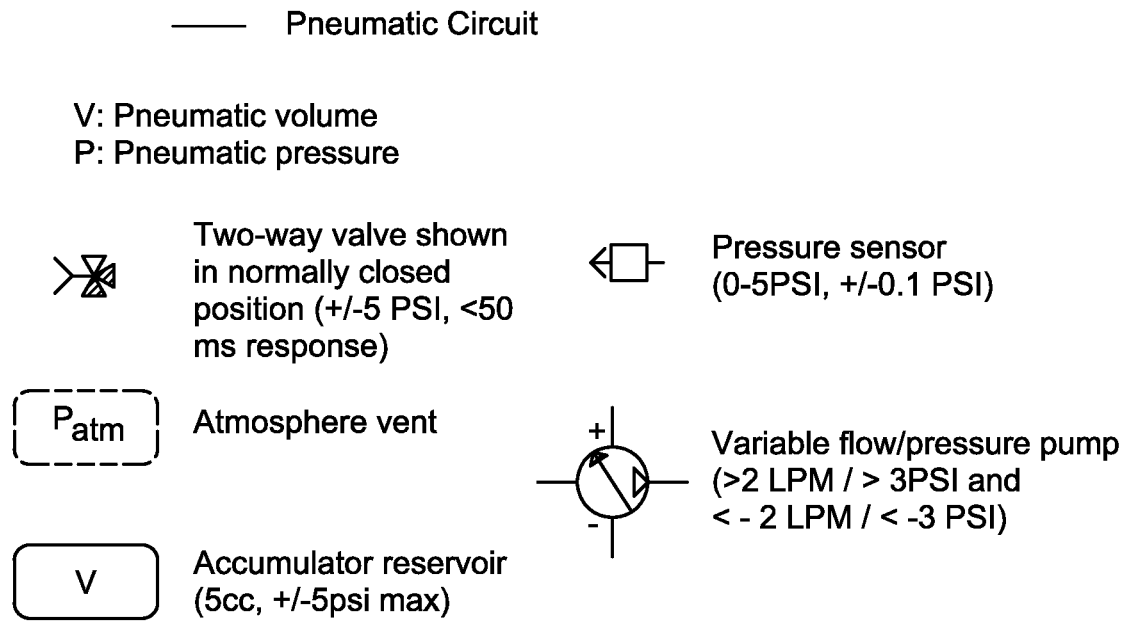 Pneumatic Circuit
V: Pneumatic volume
P: Pneumatic pressure
Two-way valve shown
in normally closed
position (+/-5 PSI, <50
ms response)
Pressure sensor
(0-5PSI, +/-0.1 PSI)
Patm
Atmosphere vent
+
-
Variable flow/pressure pump
(>2 LPM / > 3PSI and
< - 2 LPM / < -3 PSI)
V
Accumulator reservoir
(5cc, +/-5psi max)